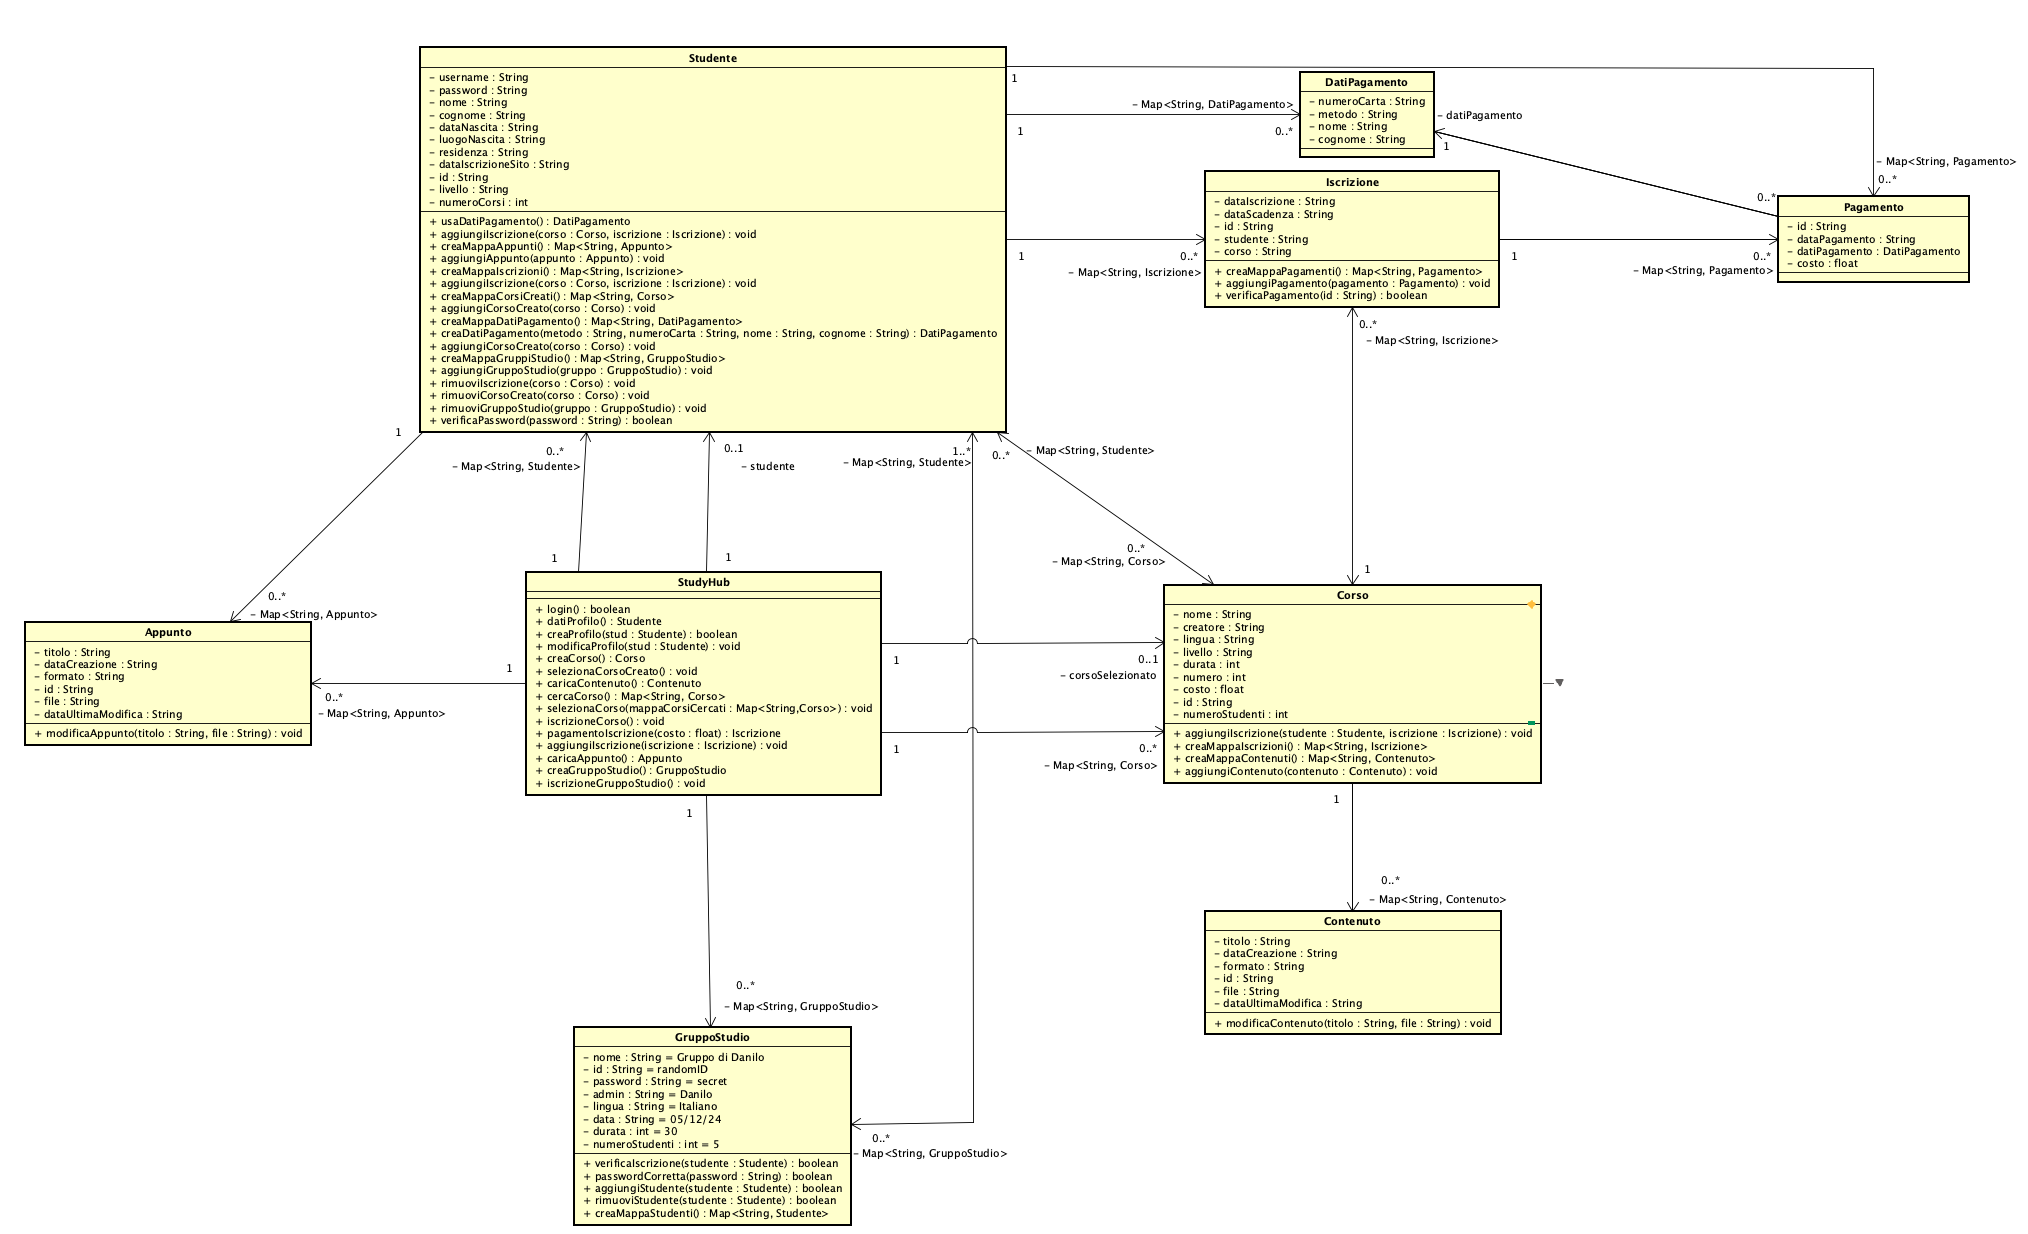 Studente
- username : String
- password : String
- nome : String
- cognome : String
- dataNascita : String
- luogoNascita : String
- residenza : String
- dataIscrizioneSito : String
- id : String
- livello : String
- numeroCorsi : int
+ usaDatiPagamento() : DatiPagamento
+ aggiungiIscrizione(corso : Corso, iscrizione : Iscrizione) : void
+ creaMappaAppunti() : Map<String, Appunto>
+ aggiungiAppunto(appunto : Appunto) : void
+ creaMappaIscrizioni() : Map<String, Iscrizione>
+ aggiungiIscrizione(corso : Corso, iscrizione : Iscrizione) : void
+ creaMappaCorsiCreati() : Map<String, Corso>
+ aggiungiCorsoCreato(corso : Corso) : void
+ creaMappaDatiPagamento() : Map<String, DatiPagamento>
+ creaDatiPagamento(metodo : String, numeroCarta : String, nome : String, cognome : String) : DatiPagamento
+ aggiungiCorsoCreato(corso : Corso) : void
+ creaMappaGruppiStudio() : Map<String, GruppoStudio>
+ aggiungiGruppoStudio(gruppo : GruppoStudio) : void
+ rimuoviIscrizione(corso : Corso) : void
+ rimuoviCorsoCreato(corso : Corso) : void
+ rimuoviGruppoStudio(gruppo : GruppoStudio) : void
+ verificaPassword(password : String) : boolean
1
- Map<String, DatiPagamento>
1
0..*
DatiPagamento
- numeroCarta : String
- metodo : String
- nome : String
- cognome : String
- datiPagamento
1
- Map<String, Pagamento>
0..*
0..*
Pagamento
- id : String
- dataPagamento : String
- datiPagamento : DatiPagamento
- costo : float
Iscrizione
- dataIscrizione : String
- dataScadenza : String
- id : String
- studente : String
- corso : String
+ creaMappaPagamenti() : Map<String, Pagamento>
+ aggiungiPagamento(pagamento : Pagamento) : void
+ verificaPagamento(id : String) : boolean
1
0..*
- Map<String, Iscrizione>
1
0..*
- Map<String, Pagamento>
0..*
- Map<String, Iscrizione>
1
1
0..*
- Map<String, Studente>
0..1
- studente
1..*
- Map<String, Studente>
0..*
- Map<String, Studente>
0..*
- Map<String, Corso>
1
1
0..*
- Map<String, Appunto>
Appunto
- titolo : String
- dataCreazione : String
- formato : String
- id : String
- file : String
- dataUltimaModifica : String
+ modificaAppunto(titolo : String, file : String) : void
1
0..*
- Map<String, Appunto>
StudyHub
+ login() : boolean
+ datiProfilo() : Studente
+ creaProfilo(stud : Studente) : boolean
+ modificaProfilo(stud : Studente) : void
+ creaCorso() : Corso
+ selezionaCorsoCreato() : void
+ caricaContenuto() : Contenuto
+ cercaCorso() : Map<String, Corso>
+ selezionaCorso(mappaCorsiCercati : Map<String,Corso>) : void
+ iscrizioneCorso() : void
+ pagamentoIscrizione(costo : float) : Iscrizione
+ aggiungiIscrizione(iscrizione : Iscrizione) : void
+ caricaAppunto() : Appunto
+ creaGruppoStudio() : GruppoStudio
+ iscrizioneGruppoStudio() : void
1
0..1
- corsoSelezionato
1
0..*
- Map<String, Corso>
Corso
- nome : String
- creatore : String
- lingua : String
- livello : String
- durata : int
- numero : int
- costo : float
- id : String
- numeroStudenti : int
+ aggiungiIscrizione(studente : Studente, iscrizione : Iscrizione) : void
+ creaMappaIscrizioni() : Map<String, Iscrizione>
+ creaMappaContenuti() : Map<String, Contenuto>
+ aggiungiContenuto(contenuto : Contenuto) : void
1
0..*
- Map<String, Contenuto>
Contenuto
- titolo : String
- dataCreazione : String
- formato : String
- id : String
- file : String
- dataUltimaModifica : String
+ modificaContenuto(titolo : String, file : String) : void
1
0..*
- Map<String, GruppoStudio>
GruppoStudio
- nome : String = Gruppo di Danilo
- id : String = randomID
- password : String = secret
- admin : String = Danilo
- lingua : String = Italiano
- data : String = 05/12/24
- durata : int = 30
- numeroStudenti : int = 5
+ verificaIscrizione(studente : Studente) : boolean
+ passwordCorretta(password : String) : boolean
+ aggiungiStudente(studente : Studente) : boolean
+ rimuoviStudente(studente : Studente) : boolean
+ creaMappaStudenti() : Map<String, Studente>
0..*
- Map<String, GruppoStudio>